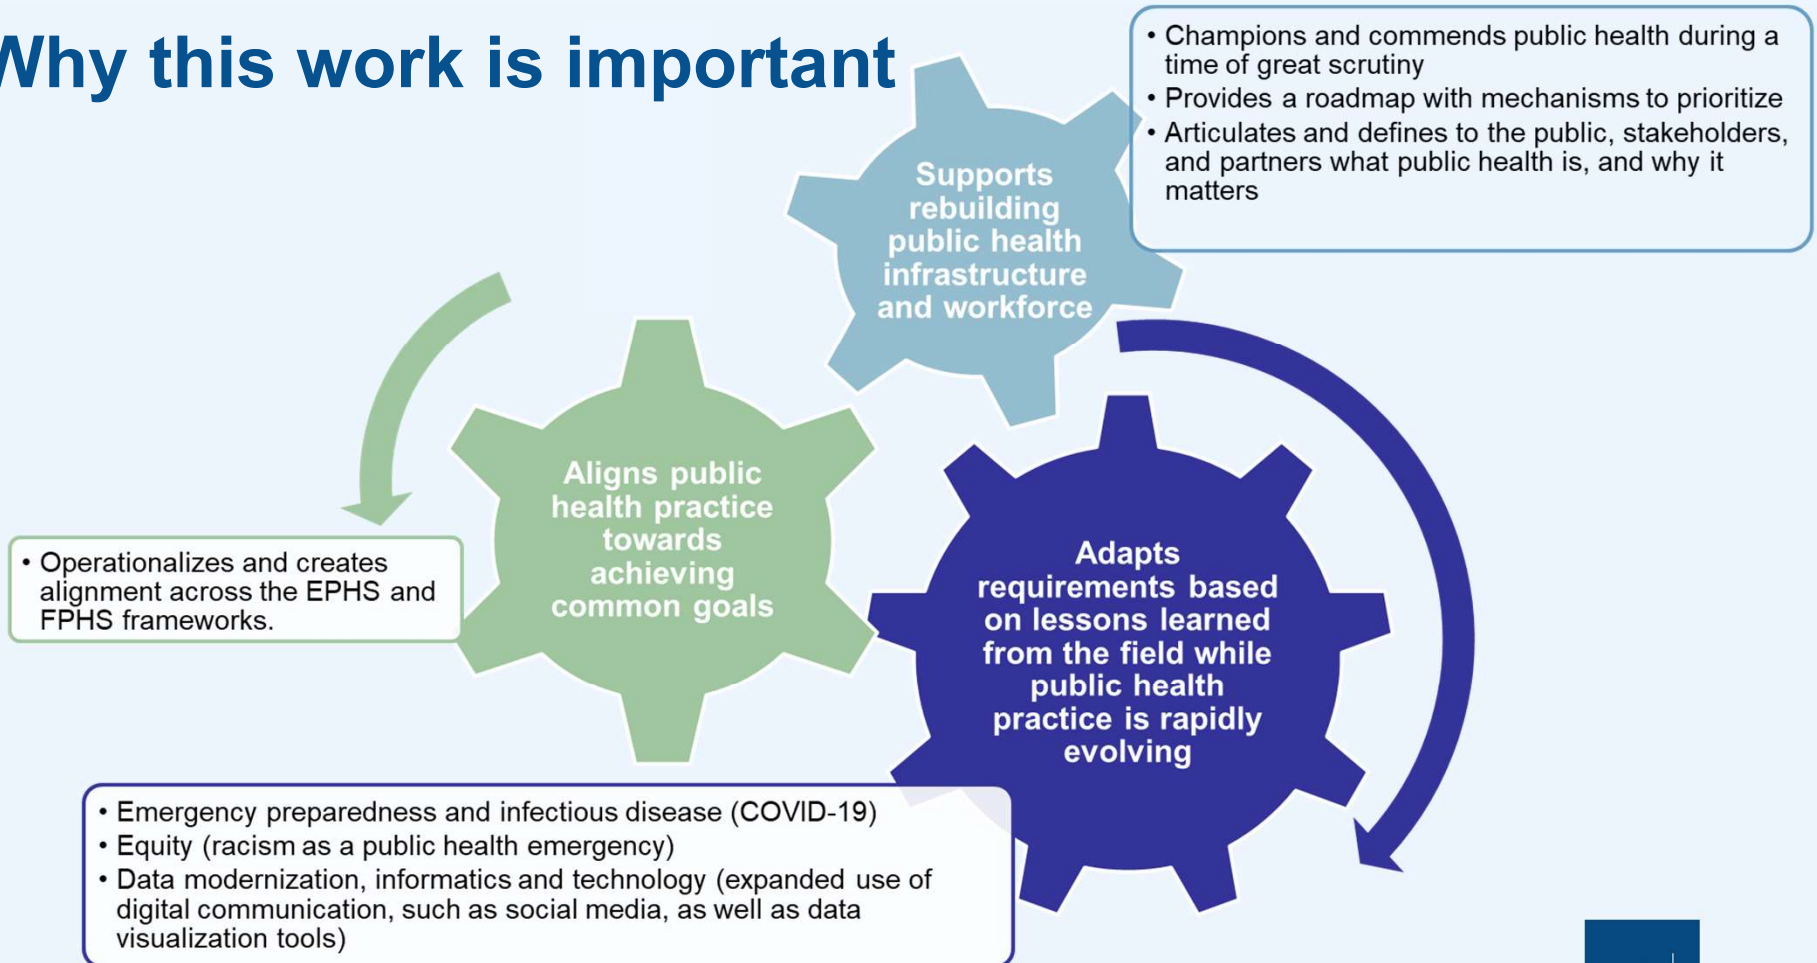 Why this work is important
• Champions and commends public health during a
time of great scrutiny
• Provides a roadmap with mechanisms to prioritize
• Articulates and defines to the public, stakeholders,
and partners what public health is, and why it
matters
Supports
rebuilding
public health
infrastructure
and workforce
Aligns public
health practice
towards
achieving
common goals
• Operationalizes and creates
alignment across the EPHS and
FPHS frameworks.
Adapts
requirements based
on lessons learned
from the field while
public health
practice is rapidly
evolving
• Emergency preparedness and infectious disease (COVID-19)
• Equity (racism as a public health emergency)
• Data modernization, informatics and technology (expanded use of
digital communication, such as social media, as well as data
visualization tools)